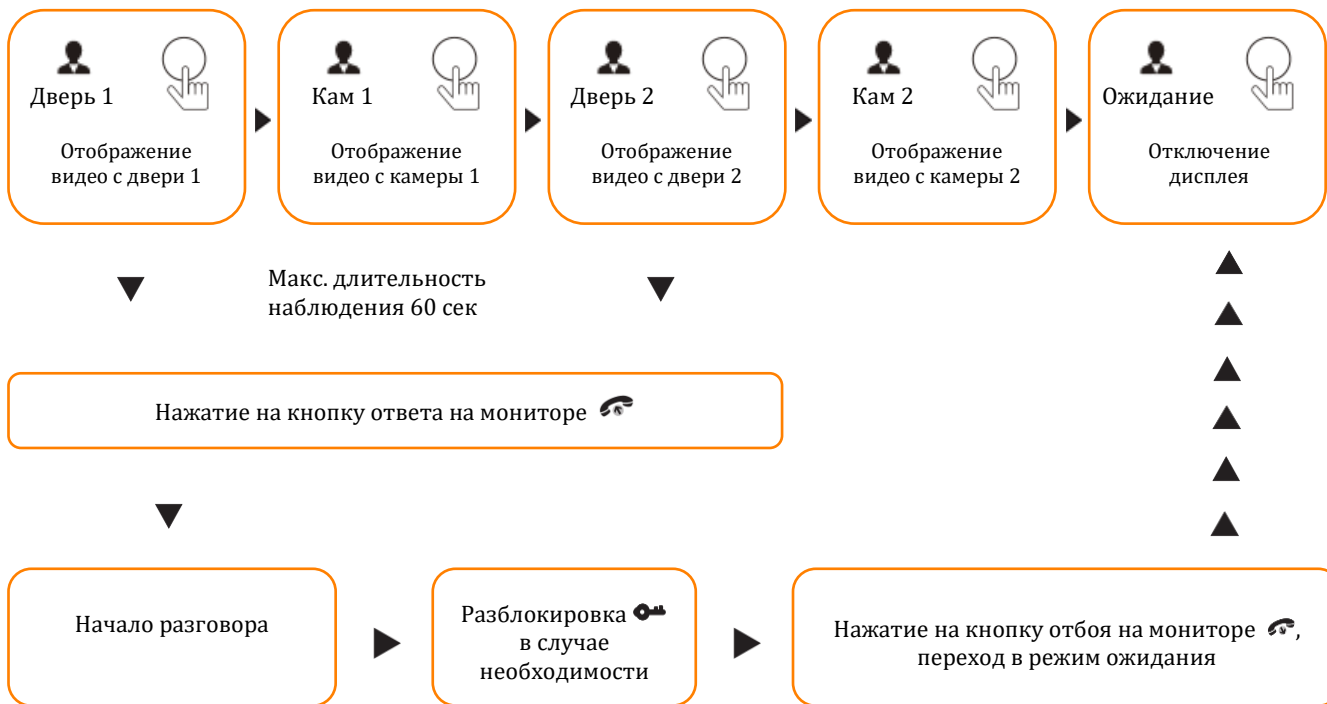 Дверь 1
Отображение
видео с двери 1
Кам 1
Отображение
видео с камеры 1
Дверь 2
Отображение
видео с двери 2
Кам 2
Отображение
видео с камеры 2
Ожидание
Отключение
дисплея
Макс. длительность
наблюдения 60 сек
Нажатие на кнопку ответа на мониторе
Начало разговора
Разблокировка
в случае
необходимости
Нажатие на кнопку отбоя на мониторе ,
переход в режим ожидания